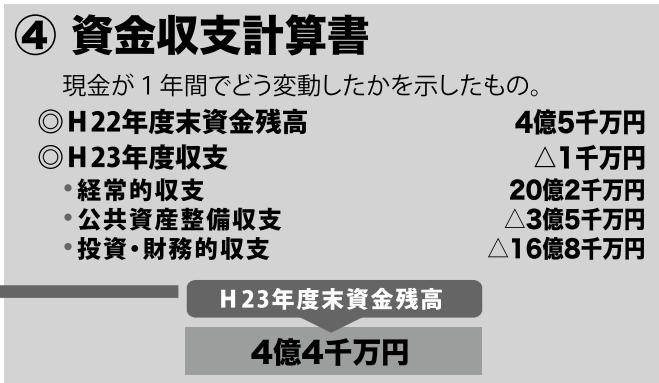 ④ 資金収支計算書
現金が1年間でどう変動したかを示したもの。
◎H22年度末資金残高 4億5千万円
◎H23年度収支 △1千万円
・経常的収支 20億2千万円
・公共資産整備収支 △3億5千万円
・投資・財務的収支 △16億8千万円
H23年度末資金残高
4億4千万円